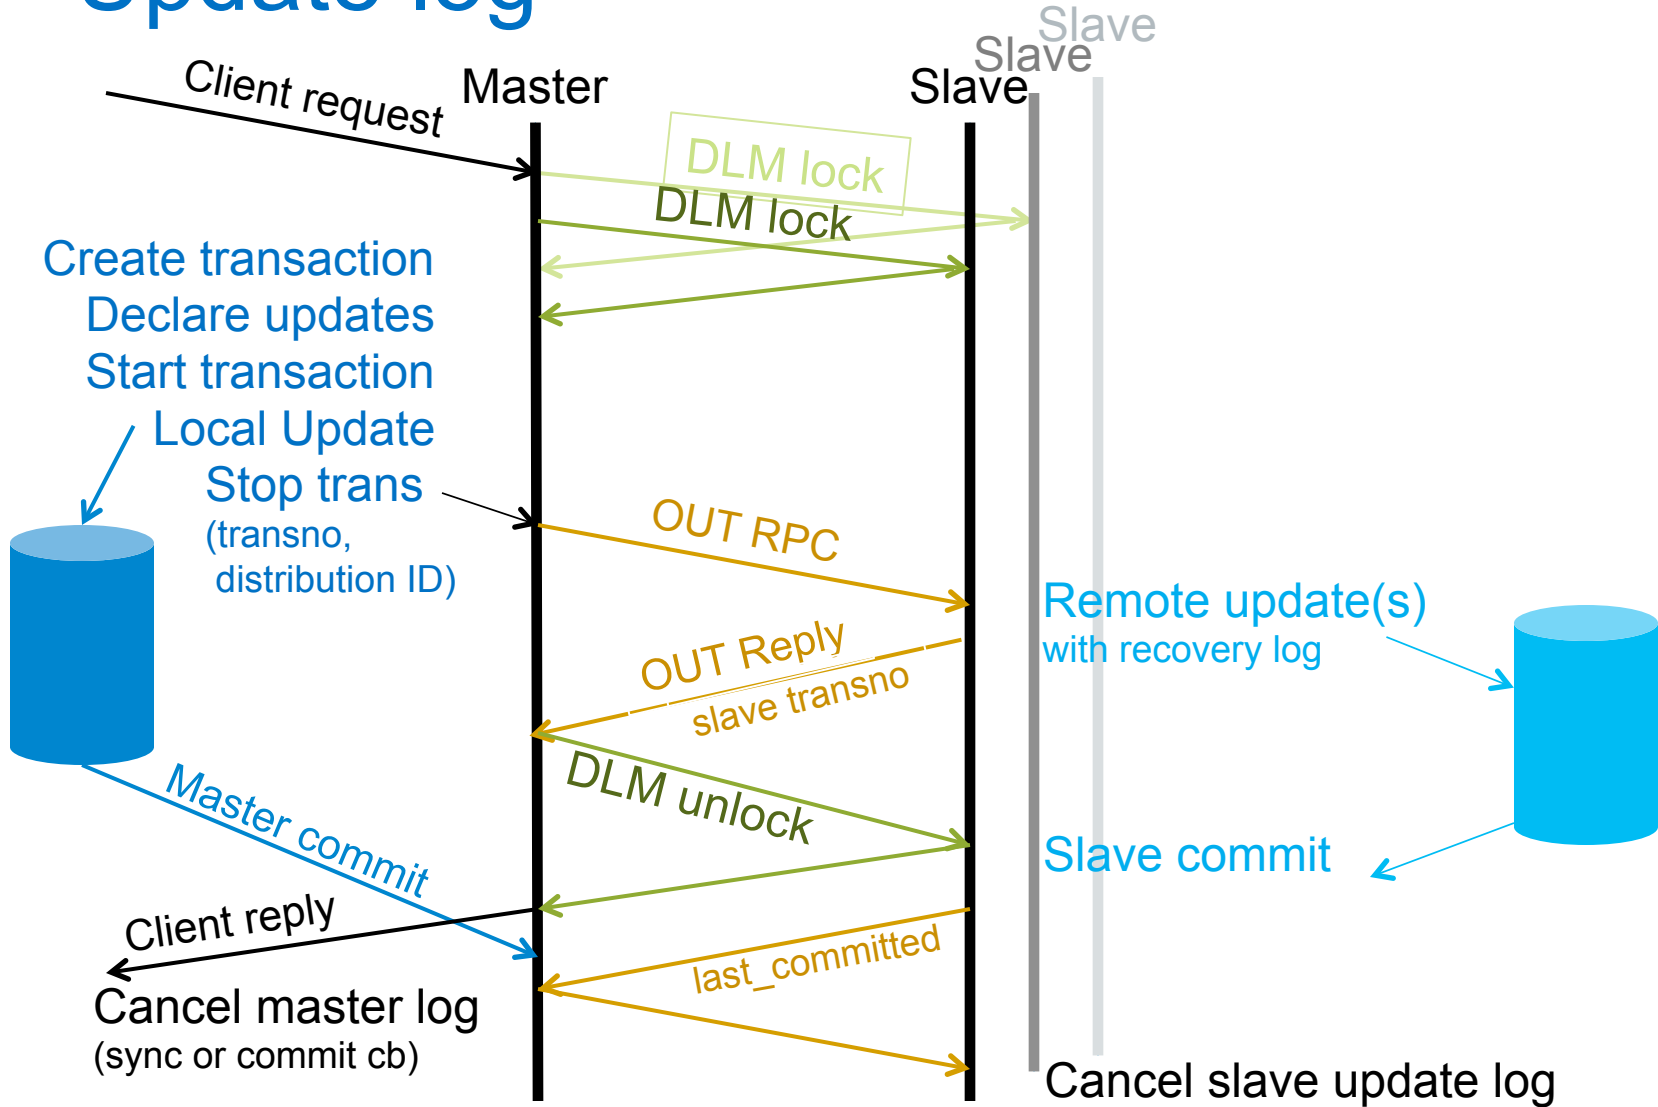 Update log
Slave
Slave
Slave
Master
Client request
DLM lock
DLM lock
Create transaction
Declare updates
Start transaction
Local Update
Stop trans
(transno,
distribution ID)
OUT RPC
Remote update(s)
with recovery log
OUT Reply
slave transno
DLM unlock
Master commit
Slave commit
Client reply
last_committed
Cancel master log
(sync or commit cb)
Cancel slave update log